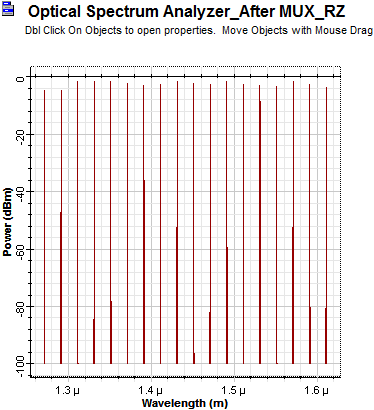 Optical Spectrum Analyzer_After MUX_RZ
Dbl Click On Objects to open properties. Move Objects with Mouse Drag
0
-20
-40
-60
-80
-100
Power (dBm)
1.3 µ 1.4 µ 1.5 µ 1.6 µ
Wavelength (m)